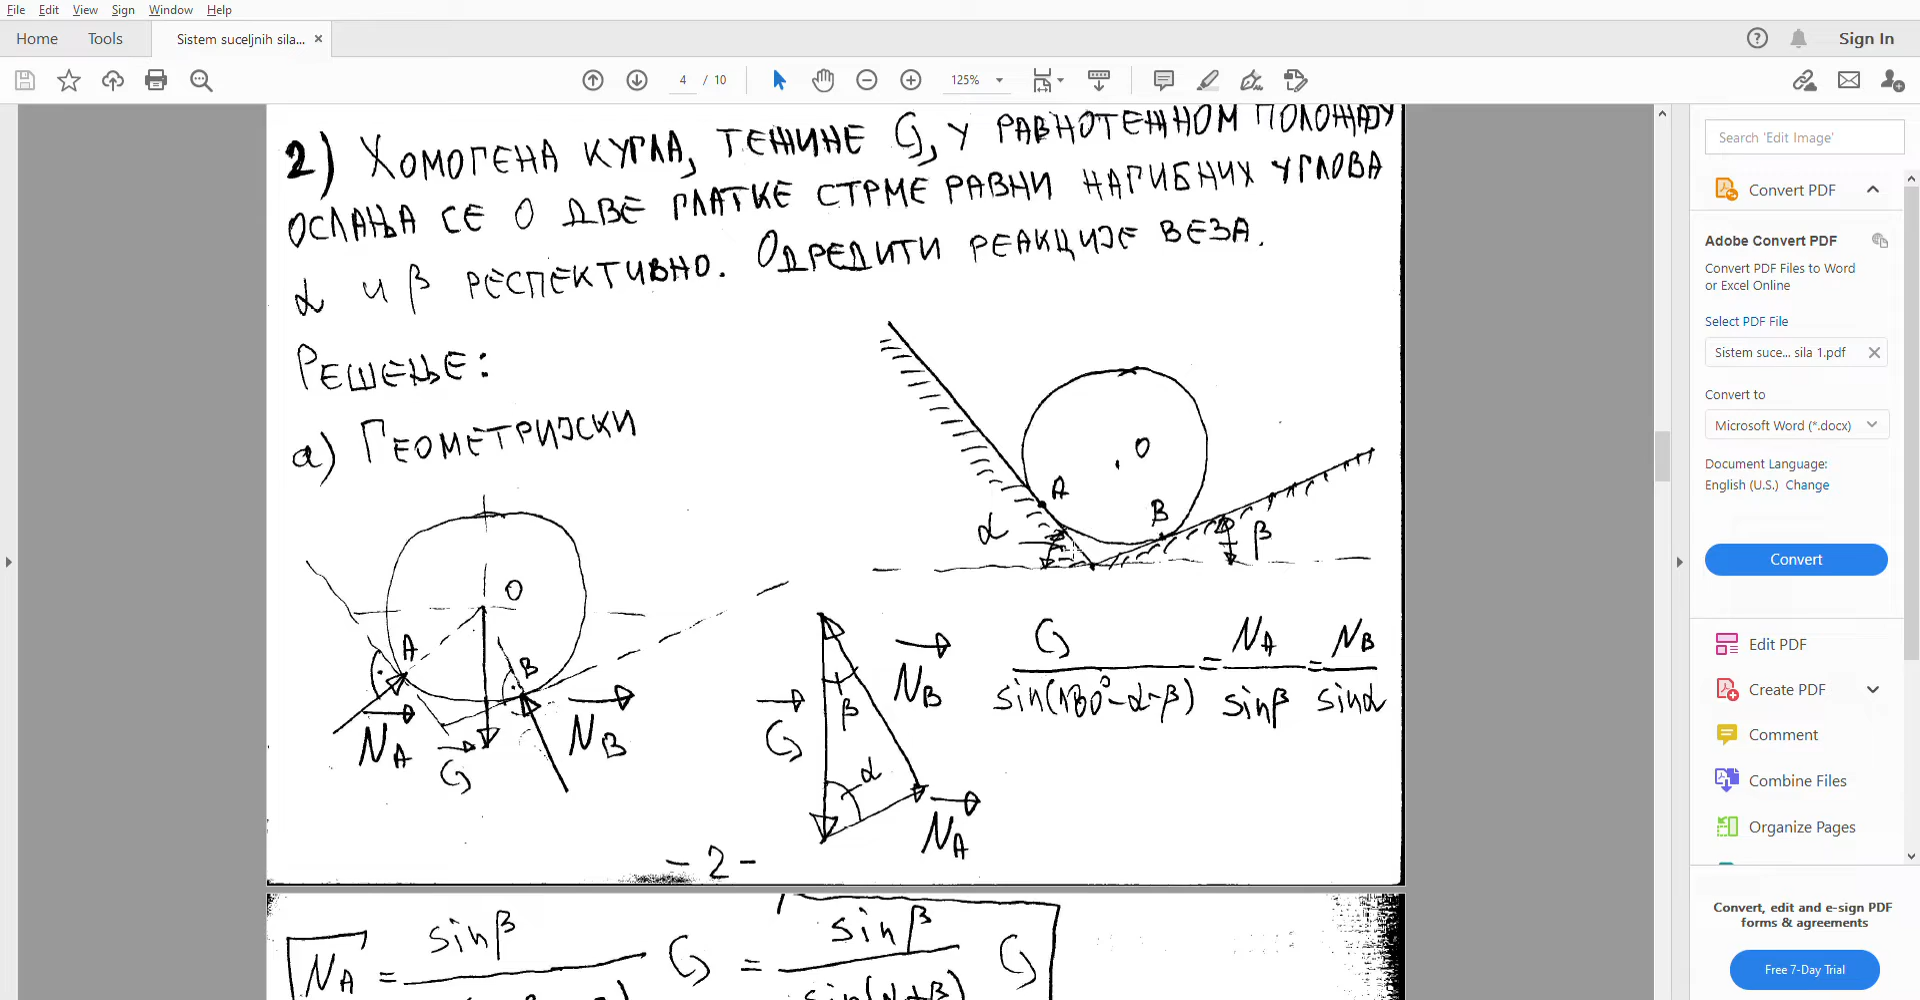 File Edit View Sign Window Help
Home Tools Sistem suceljnih sila... × Sign In
4 / 10 125%
2) ХОМОГЕНА КУГЛА, ТЕЖИНЕ G, У РАВНОТЕЖНОМ ПОЛОЖАЈУ
ОСЛАЊА СЕ О ДВЕ ГЛАТКЕ СТРМЕ РАВНИ НАГИБНИХ УГЛОВА
α И β РЕСПЕКТИВНО. ОДРЕДИТИ РЕАКЦИЈЕ ВЕЗА.
РЕШЕЊЕ:
а) ГЕОМЕТРИЈСКИ
O
A
B
α
β
O
A
B
N_A
G
N_B
G
β
α
N_B
N_A
G / sin(180°-α-β) = N_A / sinβ = N_B / sinα
- 2 -
N_A = sinβ G = sinβ / sin(α+β) G
Search 'Edit Image'
Convert PDF
Adobe Convert PDF
Convert PDF Files to Word
or Excel Online
Select PDF File
Sistem suce... sila 1.pdf
Convert to
Microsoft Word (*.docx)
Document Language:
English (U.S.) Change
Convert
Edit PDF
Create PDF
Comment
Combine Files
Organize Pages
Convert, edit and e-sign PDF
forms & agreements
Free 7-Day Trial